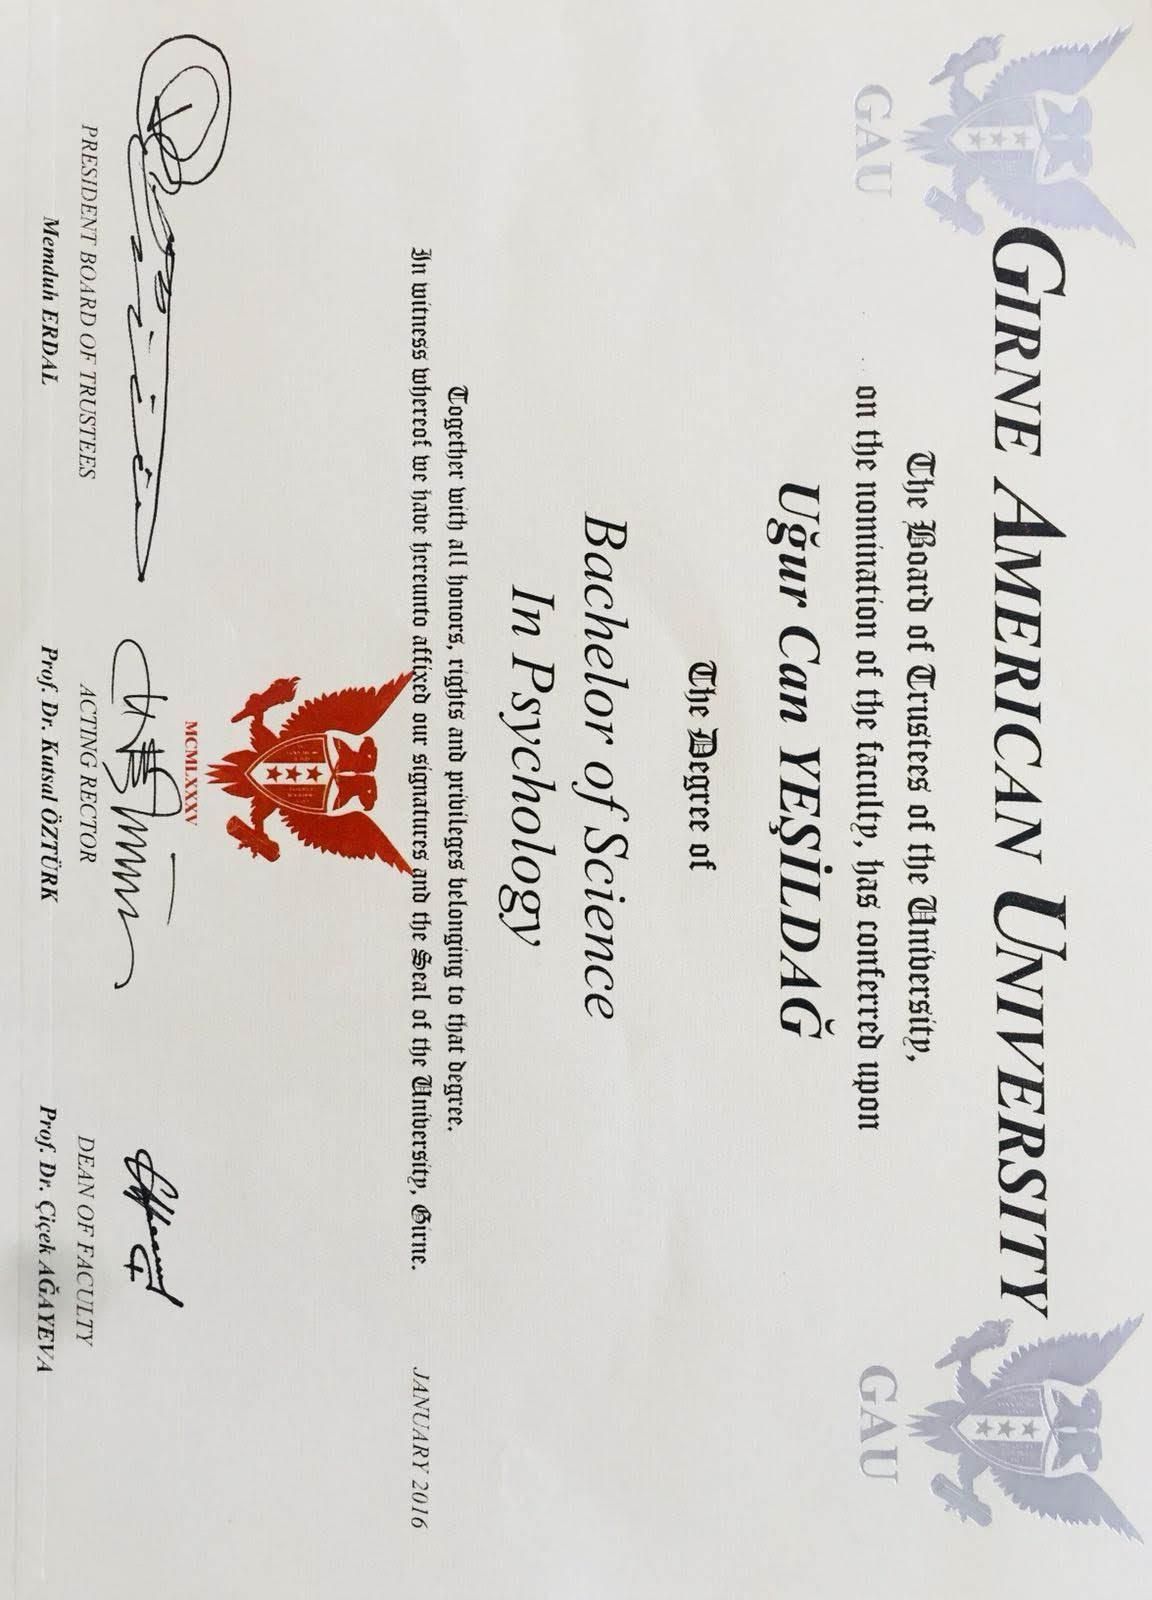 GIRNE AMERICAN UNIVERSITY
GAU
GAU
The Board of Trustees of the University,
on the nomination of the faculty, has conferred upon
Uğur Can YEŞİLDAĞ
The Degree of
Bachelor of Science
In Psychology
Together with all honors, rights and privileges belonging to that degree.
In witness whereof we have hereunto affixed our signatures and the Seal of the University, Girne.
JANUARY 2016
MCMLXXXV
PRESIDENT BOARD OF TRUSTEES
Memduh ERDAL
ACTING RECTOR
Prof. Dr. Kutsal ÖZTÜRK
DEAN OF FACULTY
Prof. Dr. Çiçek AĞAYEVA